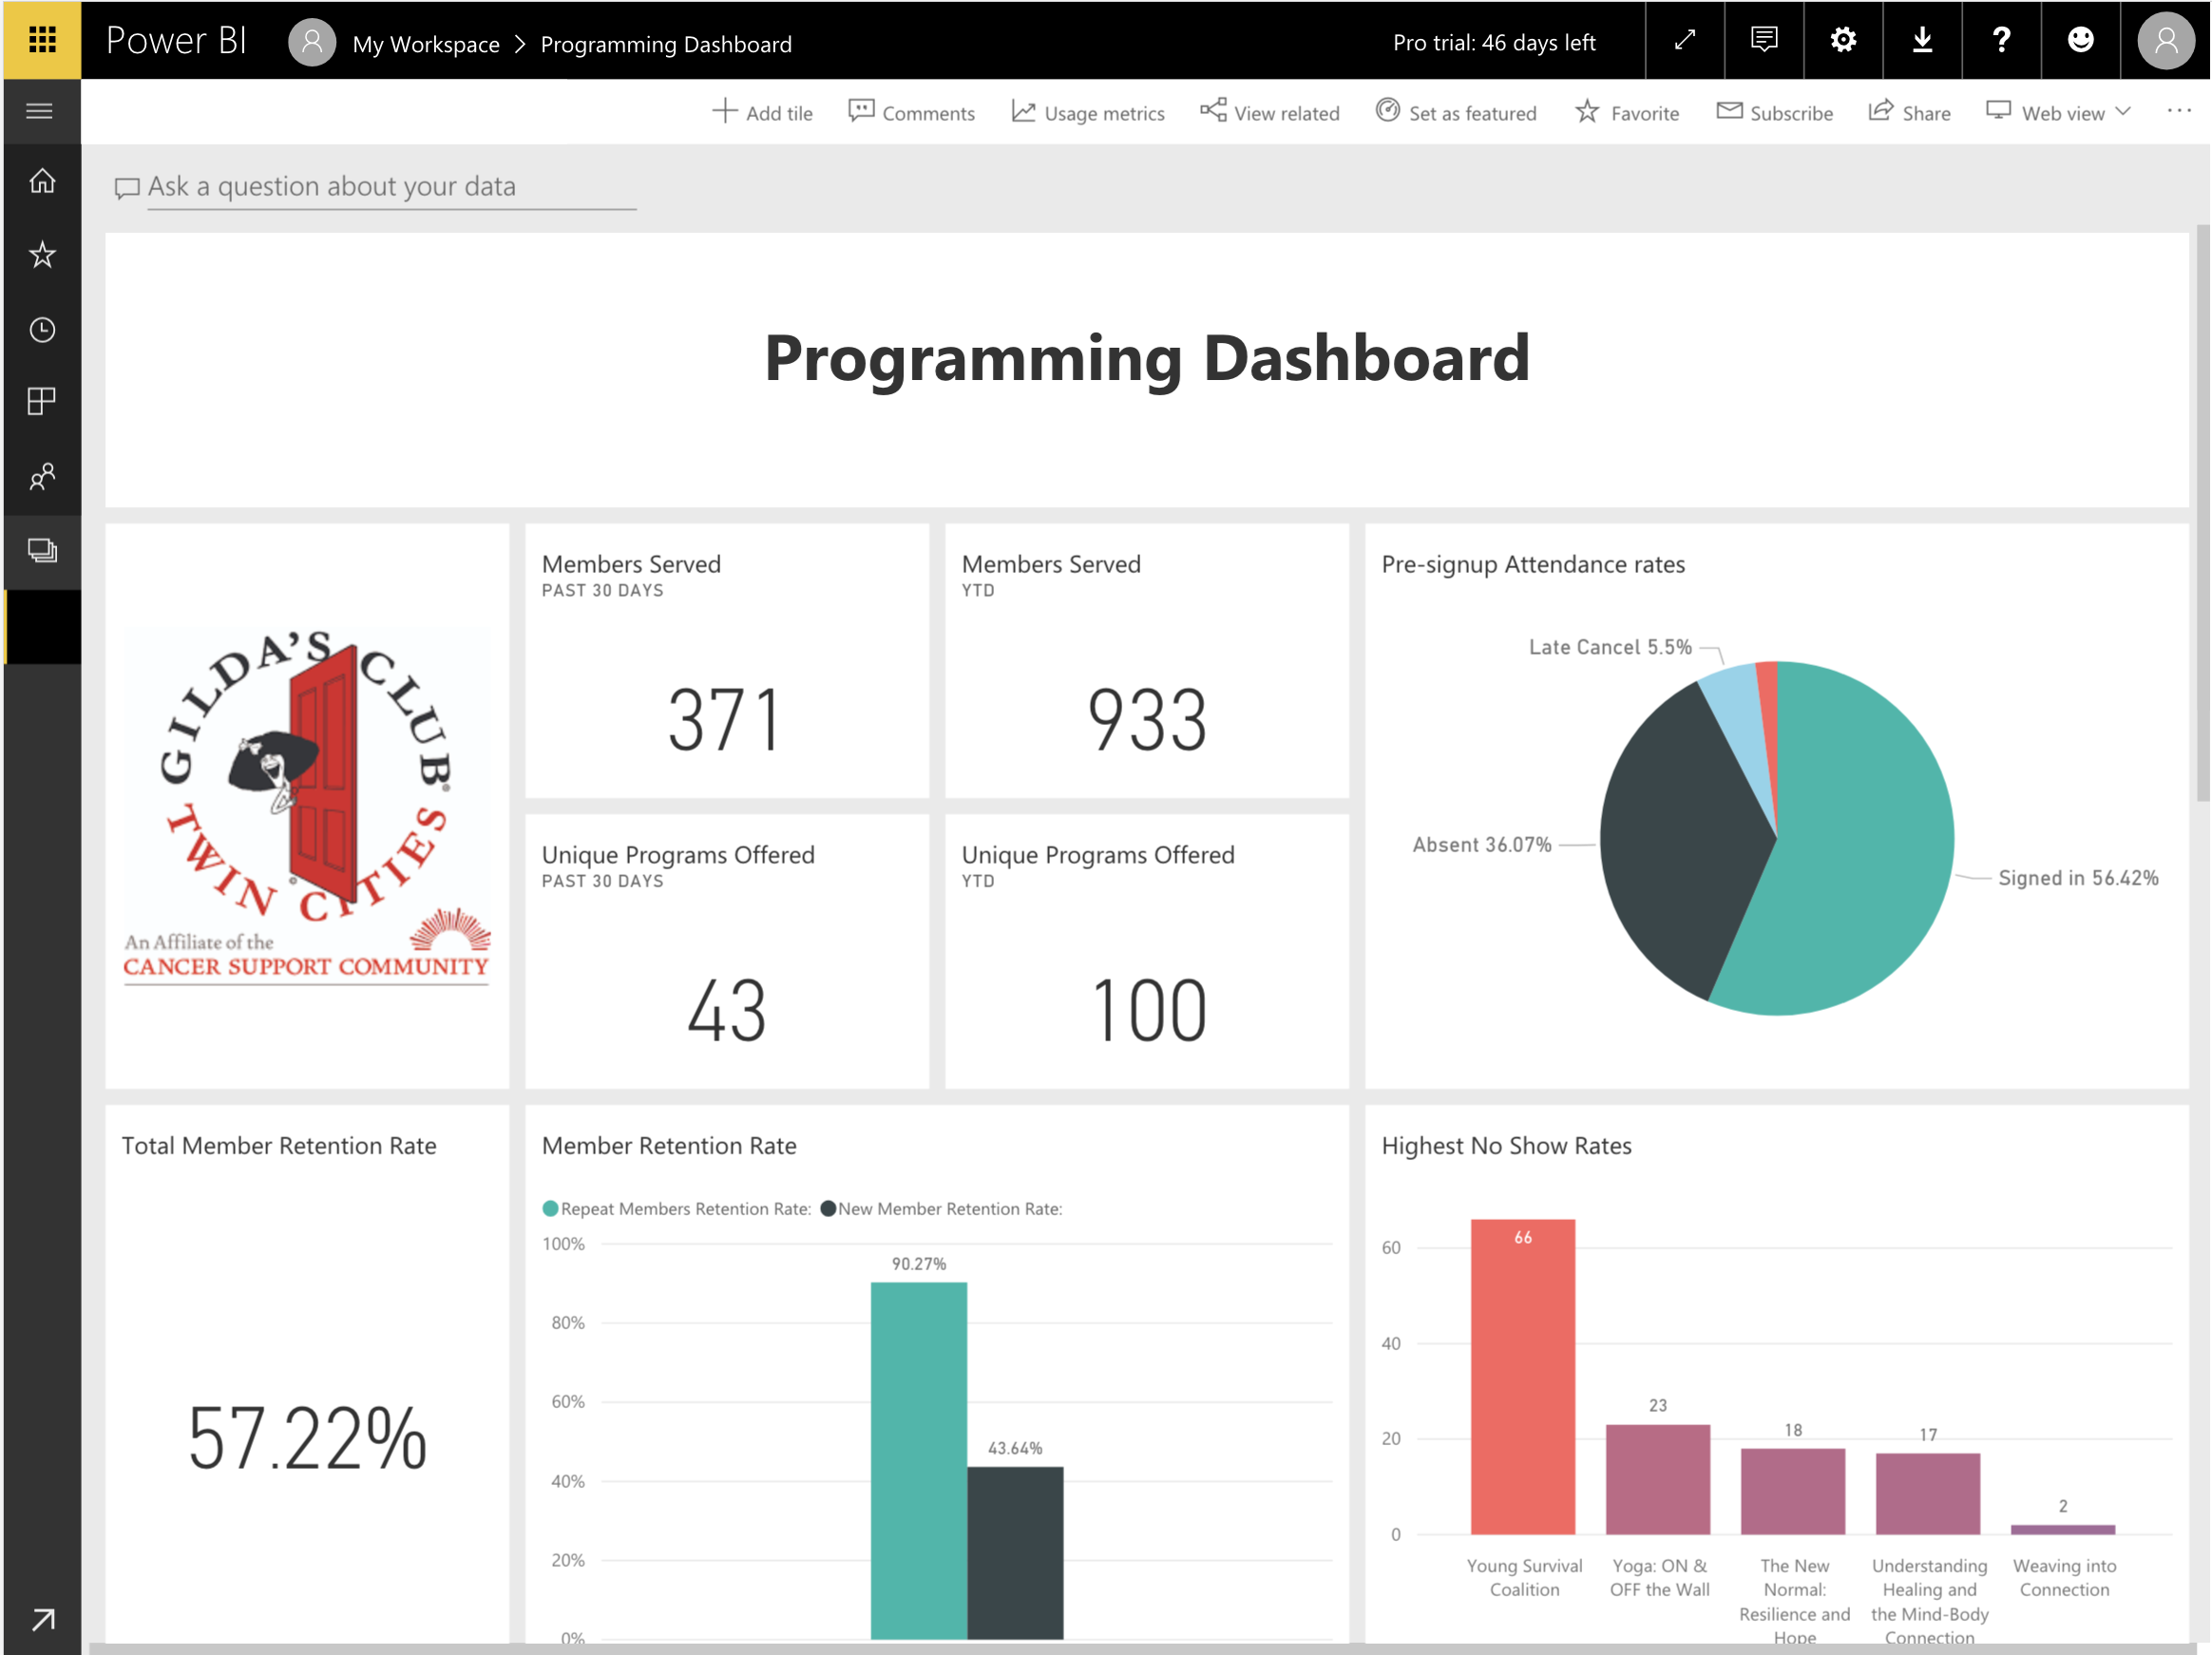 Power BI
My Workspace > Programming Dashboard
Pro trial: 46 days left
Add tile
Comments
Usage metrics
View related
Set as featured
Favorite
Subscribe
Share
Web view
Ask a question about your data
Programming Dashboard
GILDA'S CLUB®
TWIN CITIES
An Affiliate of the
CANCER SUPPORT COMMUNITY
Members Served
PAST 30 DAYS
371
Members Served
YTD
933
Unique Programs Offered
PAST 30 DAYS
43
Unique Programs Offered
YTD
100
Pre-signup Attendance rates
Late Cancel 5.5%
Absent 36.07%
Signed in 56.42%
Total Member Retention Rate
57.22%
Member Retention Rate
Repeat Members Retention Rate: New Member Retention Rate:
100%
80%
60%
40%
20%
0%
90.27%
43.64%
Highest No Show Rates
60
40
20
0
66
23
18
17
2
Young Survival
Coalition
Yoga: ON &
OFF the Wall
The New
Normal:
Resilience and
Hope
Understanding
Healing and
the Mind-Body
Connection
Weaving into
Connection